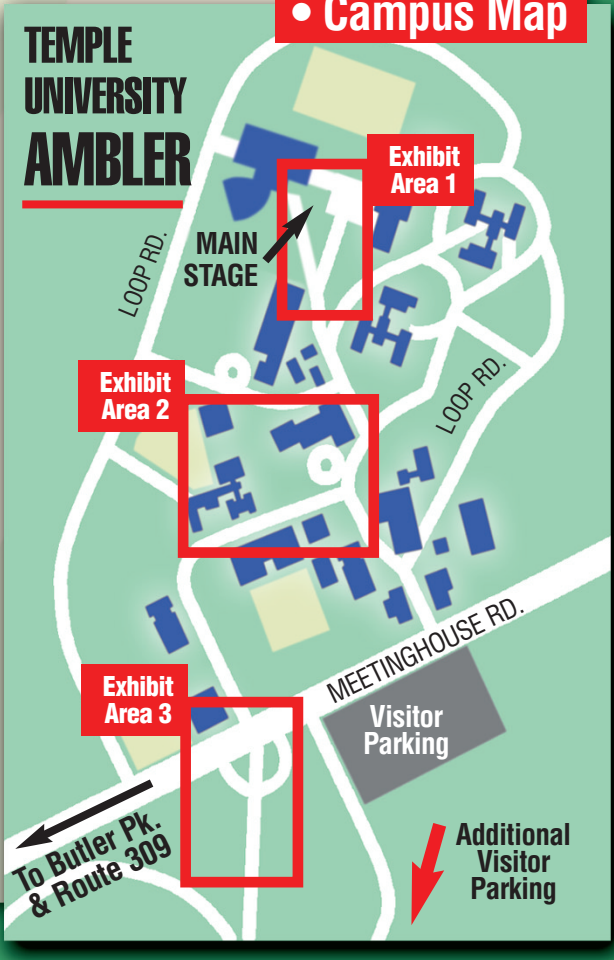 • Campus Map
TEMPLE
UNIVERSITY
AMBLER
Exhibit
Area 1
MAIN
STAGE
LOOP RD.
Exhibit
Area 2
LOOP RD.
MEETINGHOUSE RD.
Exhibit
Area 3
Visitor
Parking
To Butler Pk.
& Route 309
Additional
Visitor
Parking